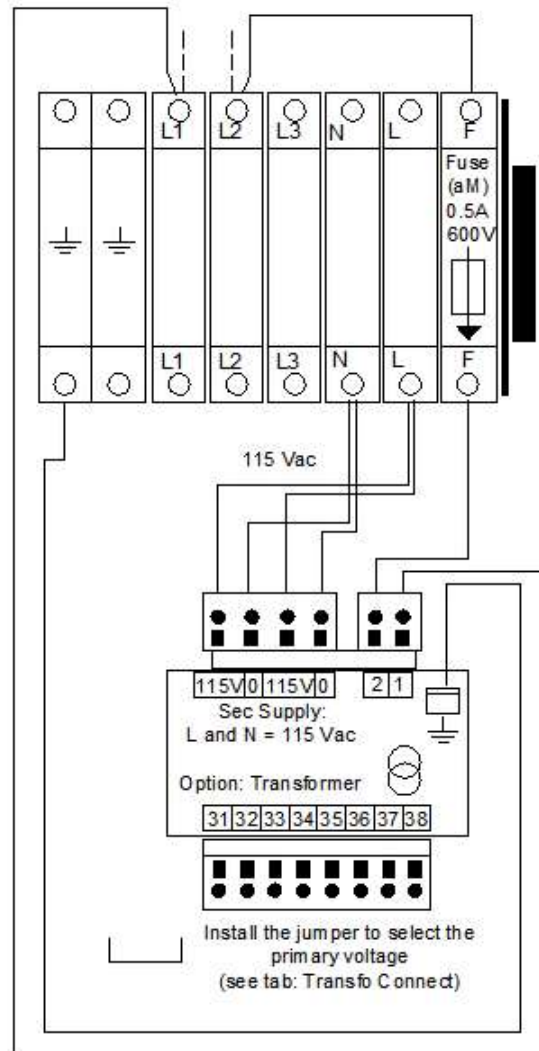 L1 L2 L3 N L F
Fuse
(aM)
0.5A
600V
L1 L2 L3 N L F
115 Vac
115V 0 115V 0 2 1
Sec Supply:
L and N = 115 Vac
Option: Transformer
31 32 33 34 35 36 37 38
Install the jumper to select the
primary voltage
(see tab: Transfo Connect)